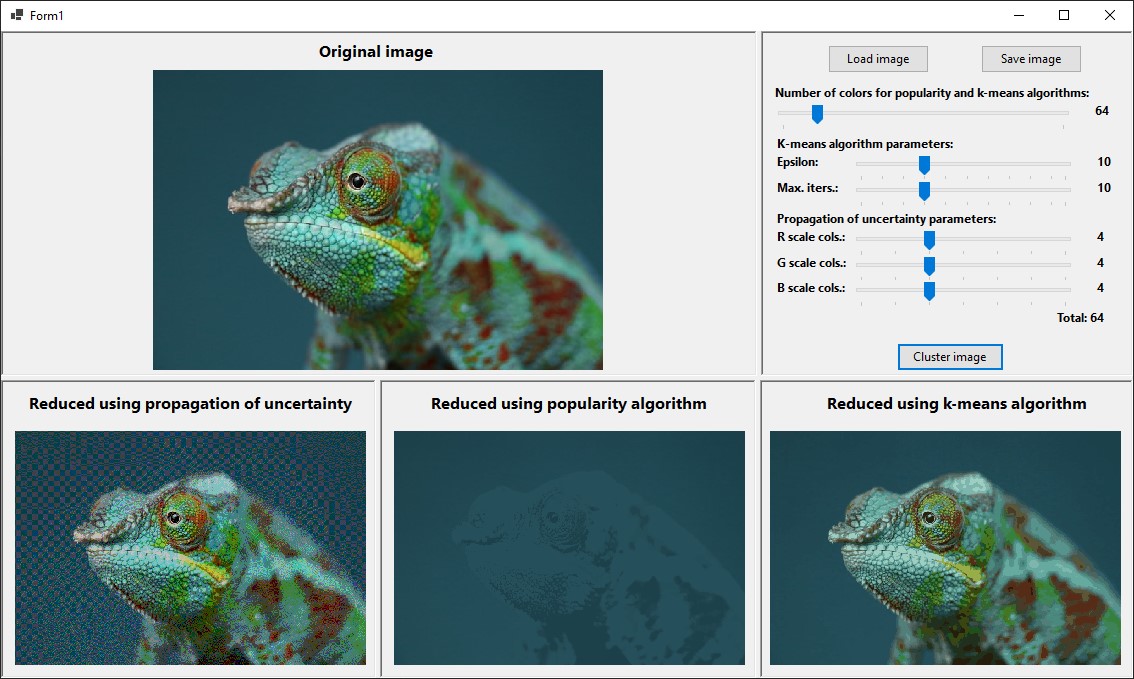 Form1
Original image
Load image
Save image
Number of colors for popularity and k-means algorithms:
64
K-means algorithm parameters:
Epsilon:
10
Max. iters.:
10
Propagation of uncertainty parameters:
R scale cols.:
4
G scale cols.:
4
B scale cols.:
4
Total: 64
Cluster image
Reduced using propagation of uncertainty
Reduced using popularity algorithm
Reduced using k-means algorithm